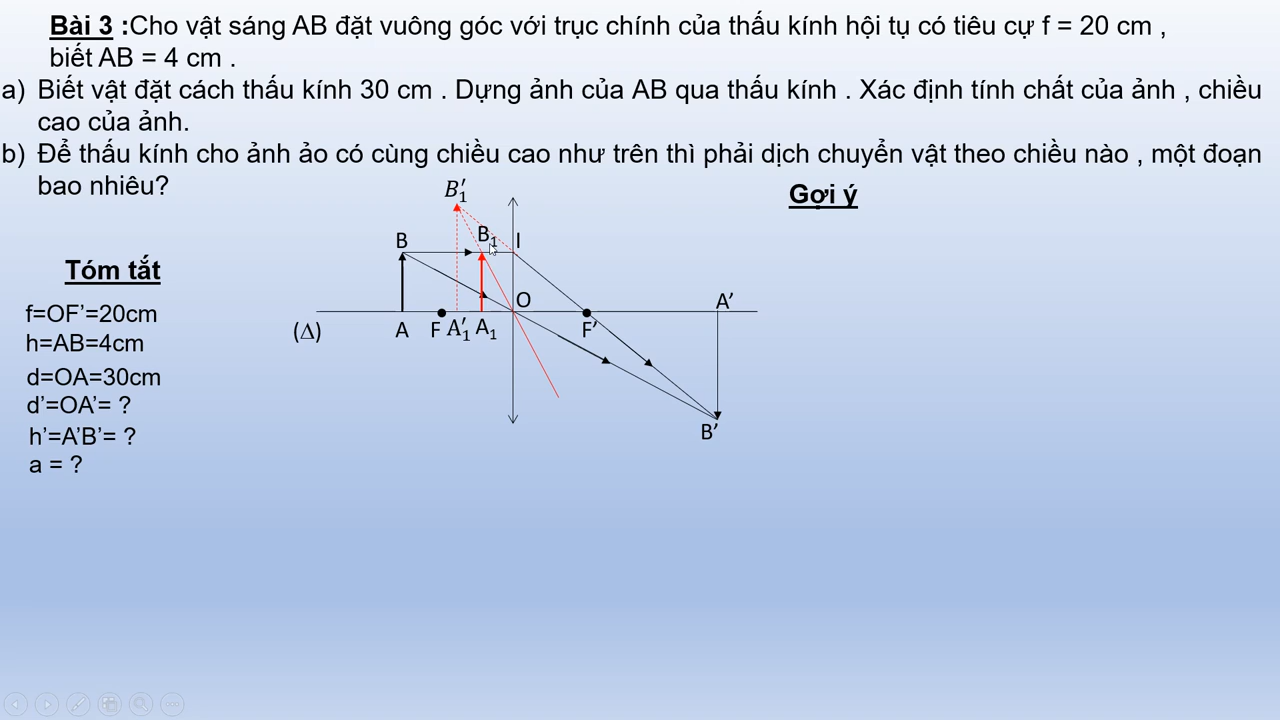 Bài 3 :Cho vật sáng AB đặt vuông góc với trục chính của thấu kính hội tụ có tiêu cự f = 20 cm ,
biết AB = 4 cm .
a) Biết vật đặt cách thấu kính 30 cm . Dựng ảnh của AB qua thấu kính . Xác định tính chất của ảnh , chiều
cao của ảnh.
b) Để thấu kính cho ảnh ảo có cùng chiều cao như trên thì phải dịch chuyển vật theo chiều nào , một đoạn
bao nhiêu?
Gợi ý
B₁′
B
B₁
I
Tóm tắt
f=OF’=20cm
h=AB=4cm
d=OA=30cm
d’=OA’= ?
h’=A’B’= ?
a = ?
O
A’
(Δ)
A
F
A₁′
A₁
F’
B’